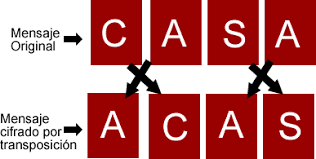 Mensaje
Original
C A S A
Mensaje
cifrado por
transposición
A C A S